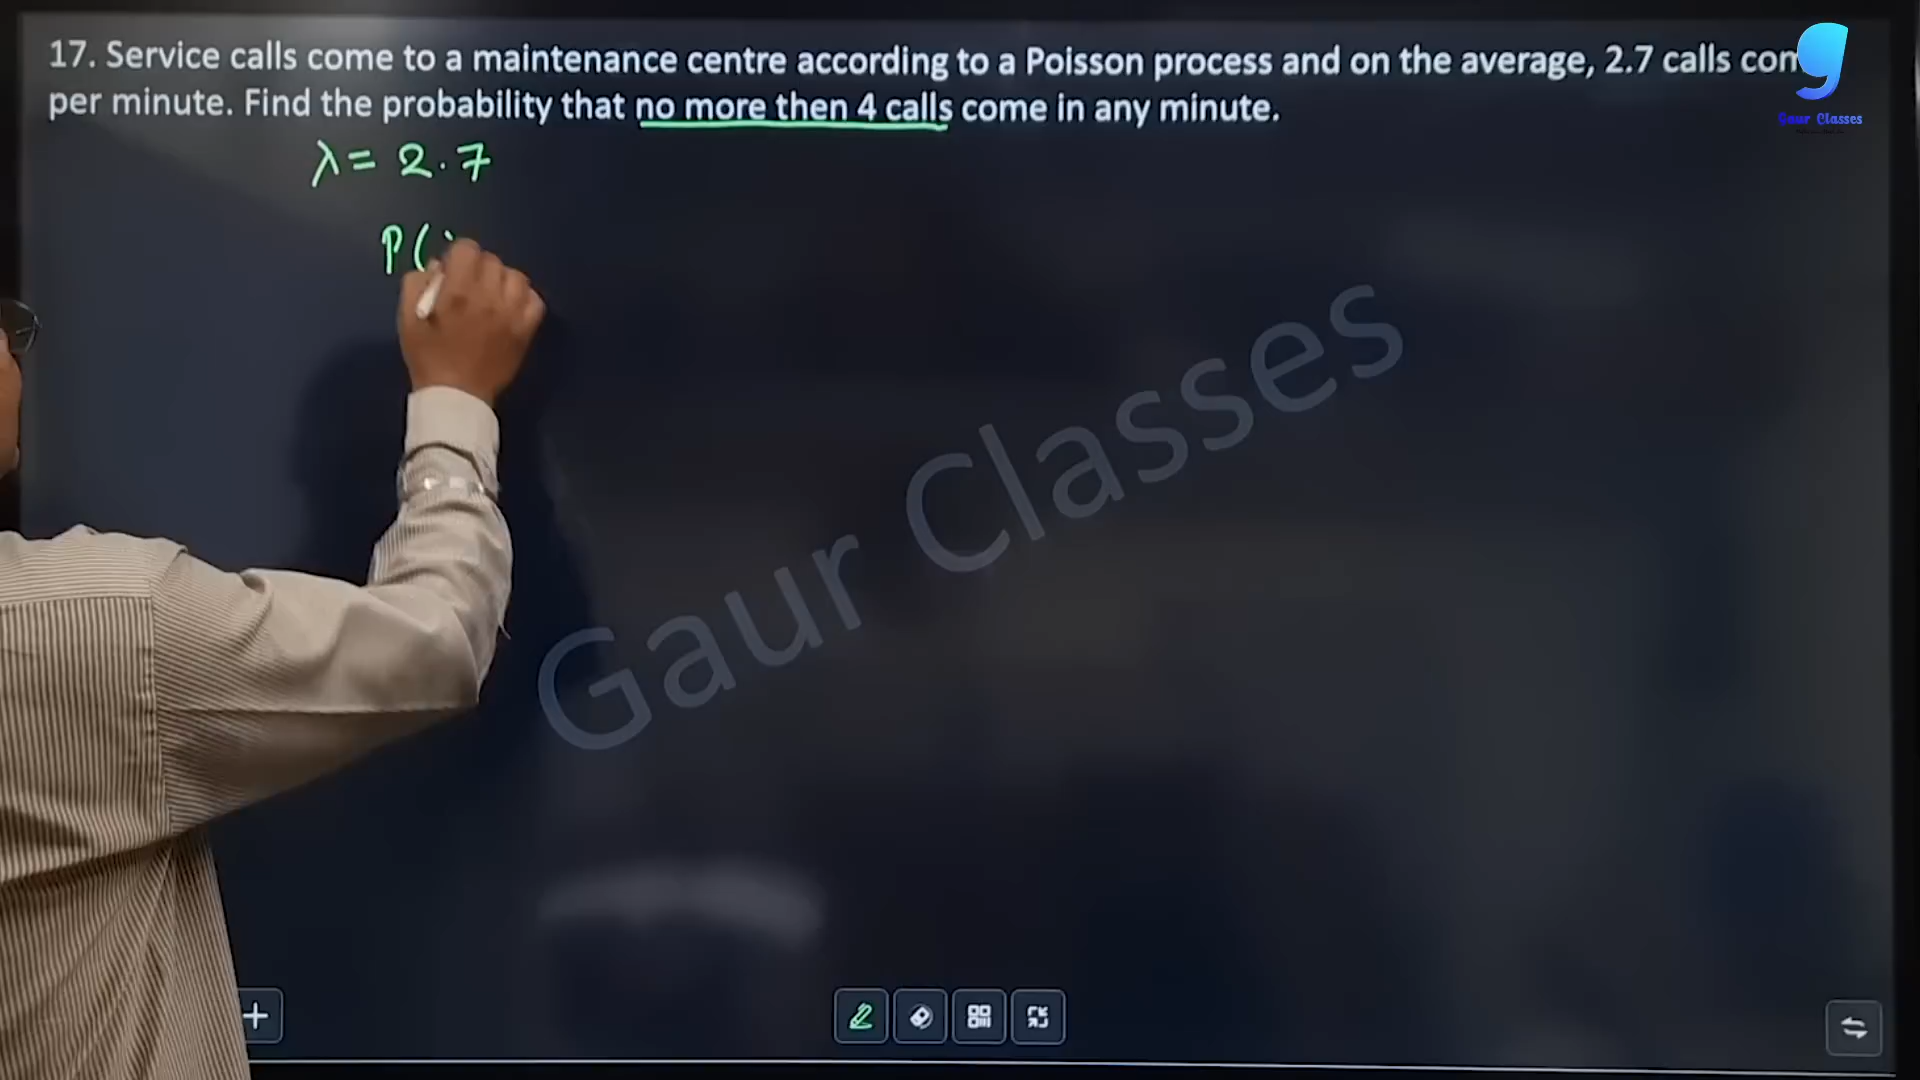 17. Service calls come to a maintenance centre according to a Poisson process and on the average, 2.7 calls com
per minute. Find the probability that no more then 4 calls come in any minute.
Gaur Classes
λ = 2.7
P(
Gaur Classes